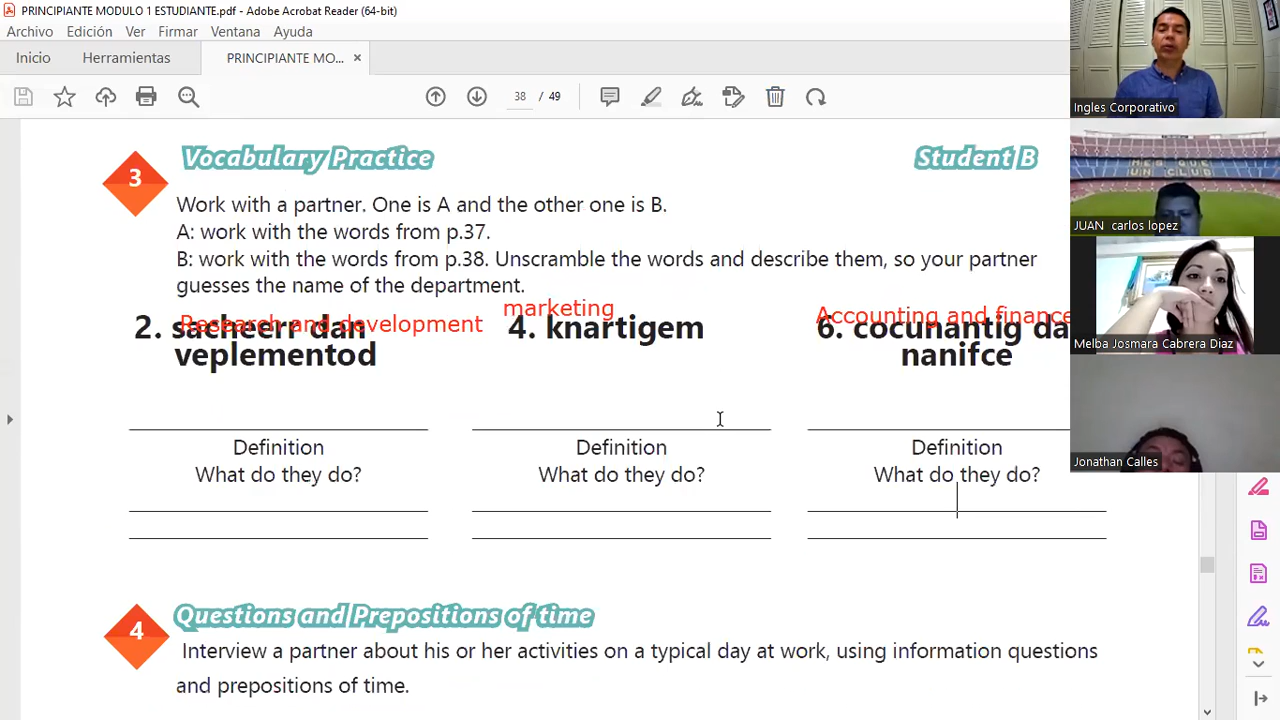 PRINCIPIANTE MODULO 1 ESTUDIANTE.pdf - Adobe Acrobat Reader (64-bit)
Archivo Edición Ver Firmar Ventana Ayuda
Inicio Herramientas PRINCIPIANTE MO... ×
38 / 49
Ingles Corporativo
MES QUE
UN CLUB
JUAN carlos lopez
Melba Josmara Cabrera Diaz
Jonathan Calles
3 Vocabulary Practice Student B
Work with a partner. One is A and the other one is B.
A: work with the words from p.37.
B: work with the words from p.38. Unscramble the words and describe them, so your partner
guesses the name of the department.
Research and development marketing Accounting and finance
2. sacheerr dan 4. knartigem 6. cocunantig da
veplementod nanifce
Definition Definition Definition
What do they do? What do they do? What do they do?
4 Questions and Prepositions of time
Interview a partner about his or her activities on a typical day at work, using information questions
and prepositions of time.